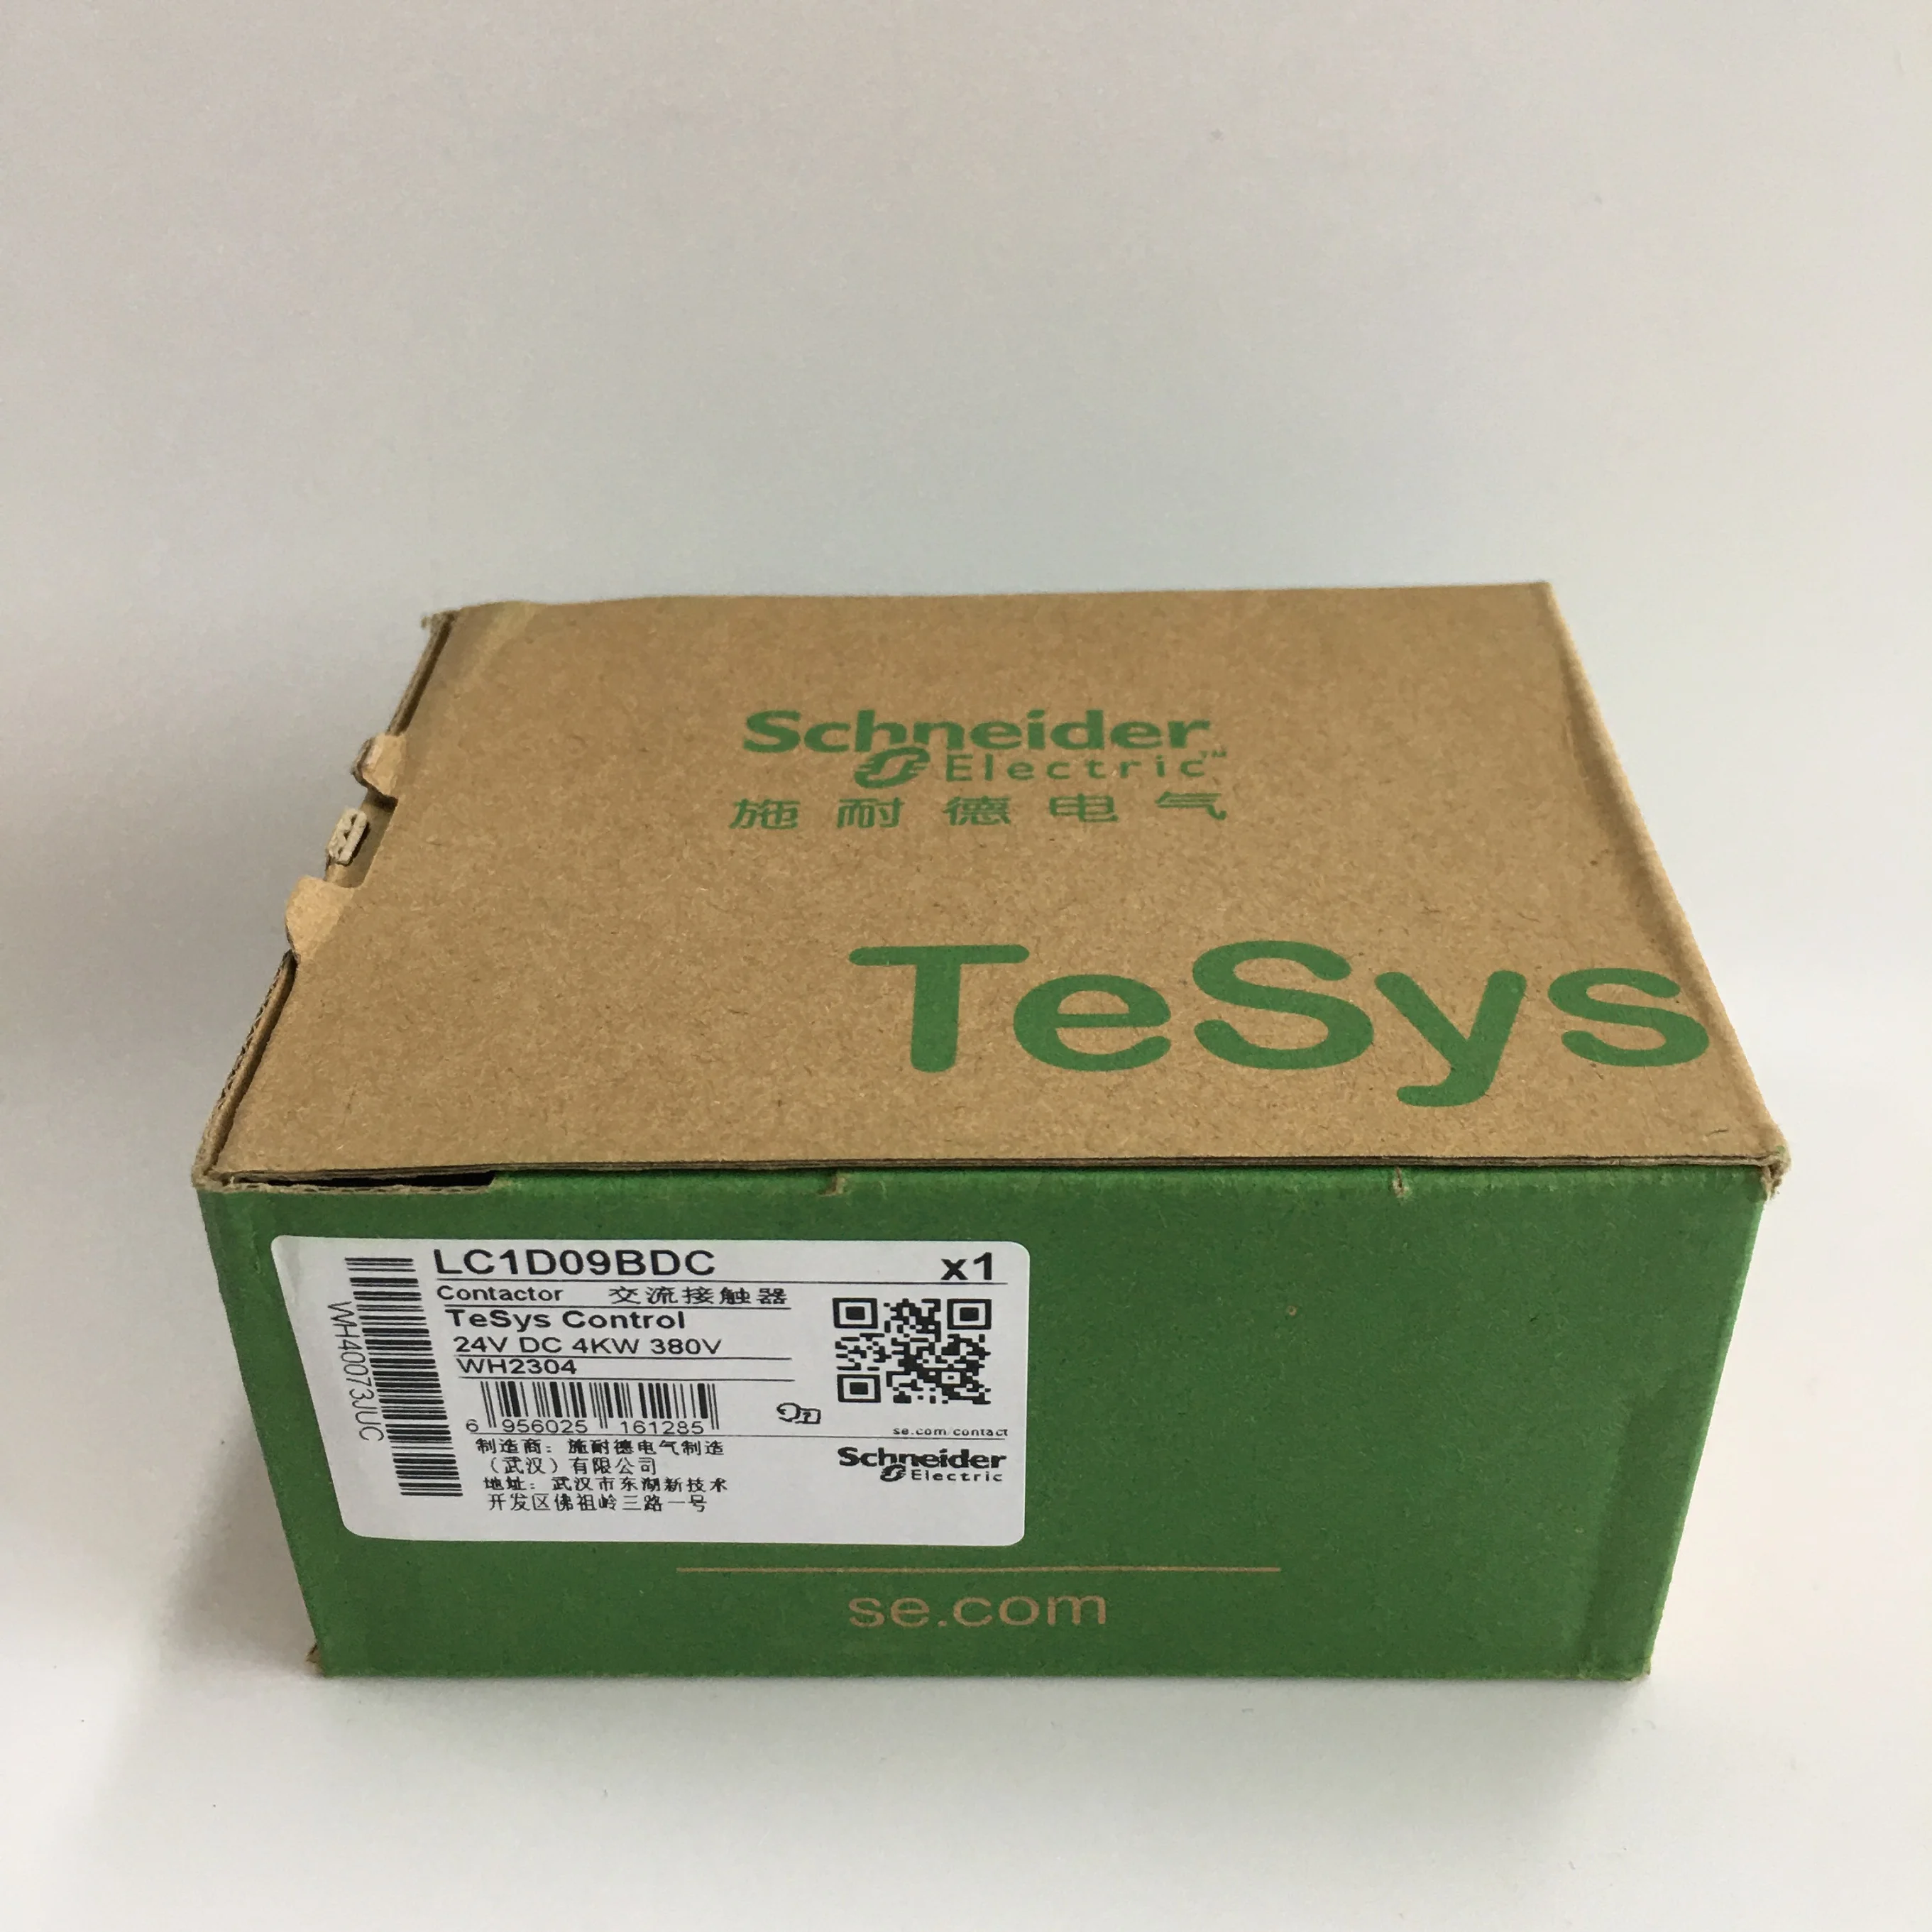 Schneider
Electric™
施耐德电气
TeSys
LC1D09BDC x1
Contactor 交流接触器
TeSys Control
24V DC 4KW 380V
WH2304
6 956025 161285
制造商：施耐德电气制造
（武汉）有限公司
地址：武汉市东湖新技术
开发区佛祖岭三路一号
se.com/contact
Schneider
Electric
se.com